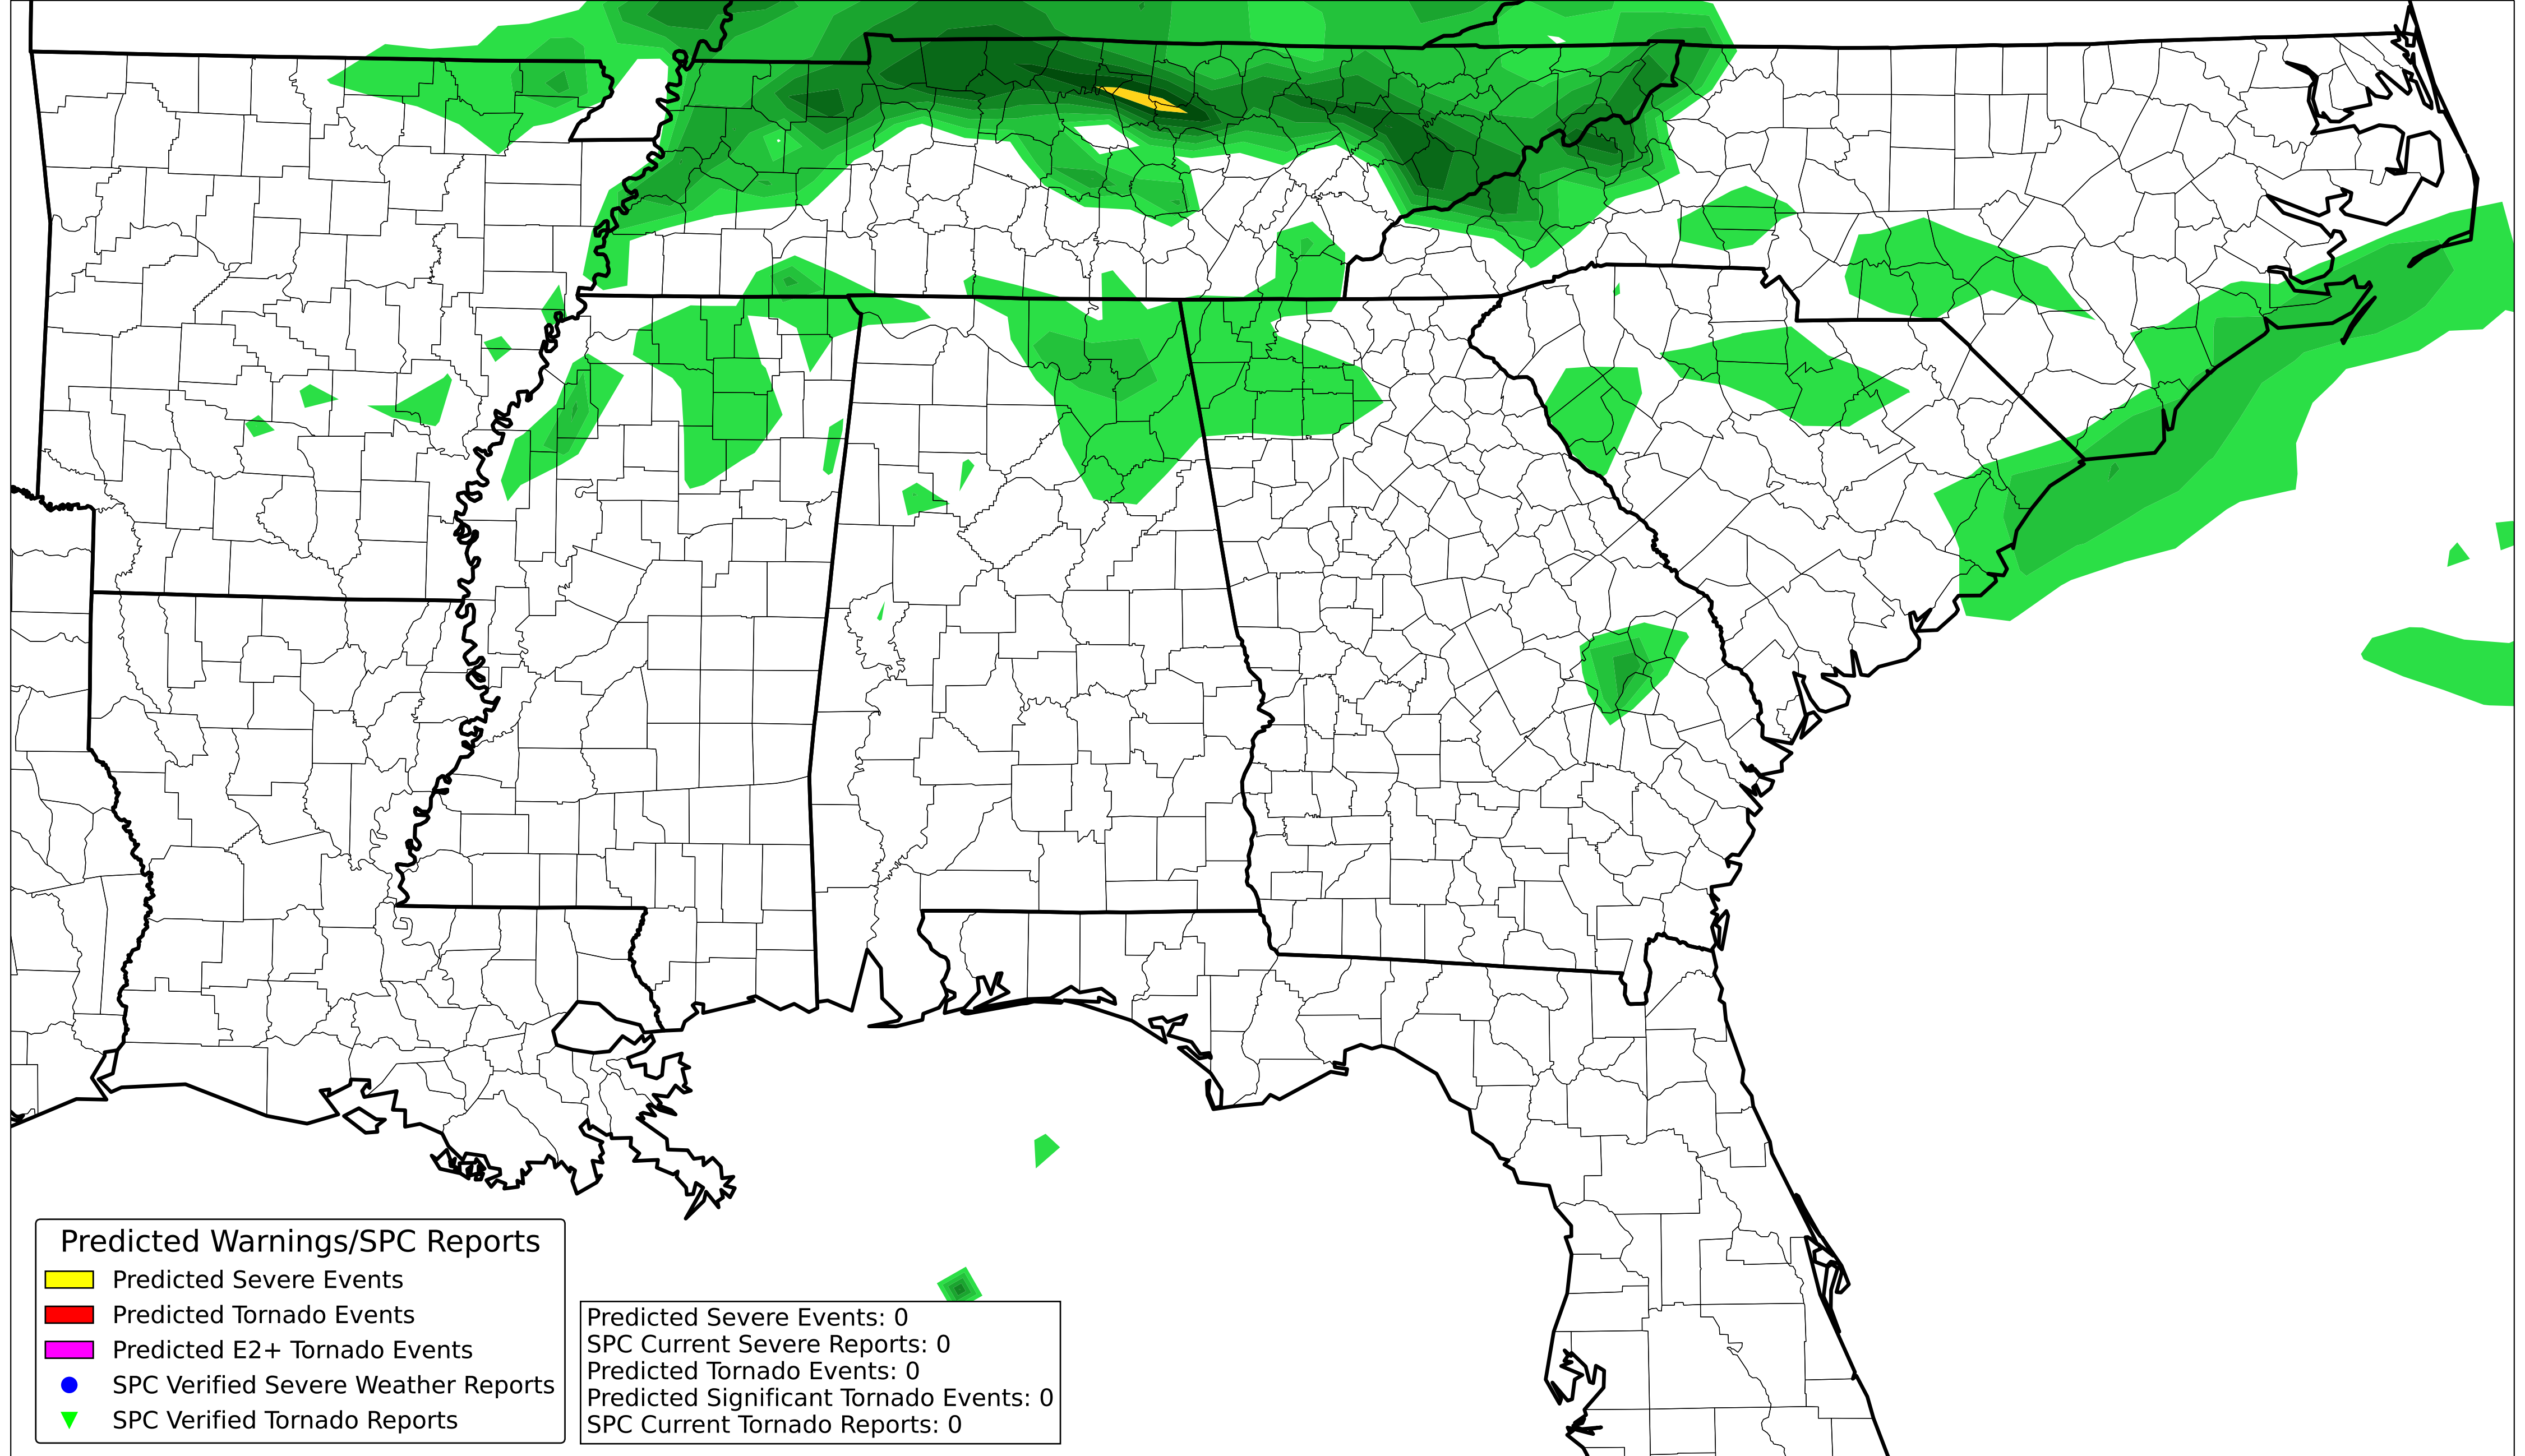 Predicted Warnings/SPC Reports
Predicted Severe Events
Predicted Tornado Events
Predicted E2+ Tornado Events
SPC Verified Severe Weather Reports
SPC Verified Tornado Reports
Predicted Severe Events: 0
SPC Current Severe Reports: 0
Predicted Tornado Events: 0
Predicted Significant Tornado Events: 0
SPC Current Tornado Reports: 0